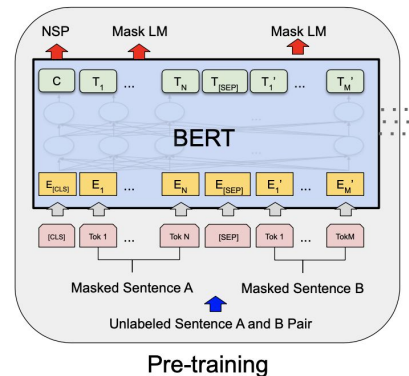 NSP Mask LM Mask LM
C T1 ... TN T[SEP] T1' ... TM'
BERT
E[CLS] E1 ... EN E[SEP] E1' ... EM'
[CLS] Tok 1 ... Tok N [SEP] Tok 1 ... TokM
Masked Sentence A Masked Sentence B
Unlabeled Sentence A and B Pair
Pre-training